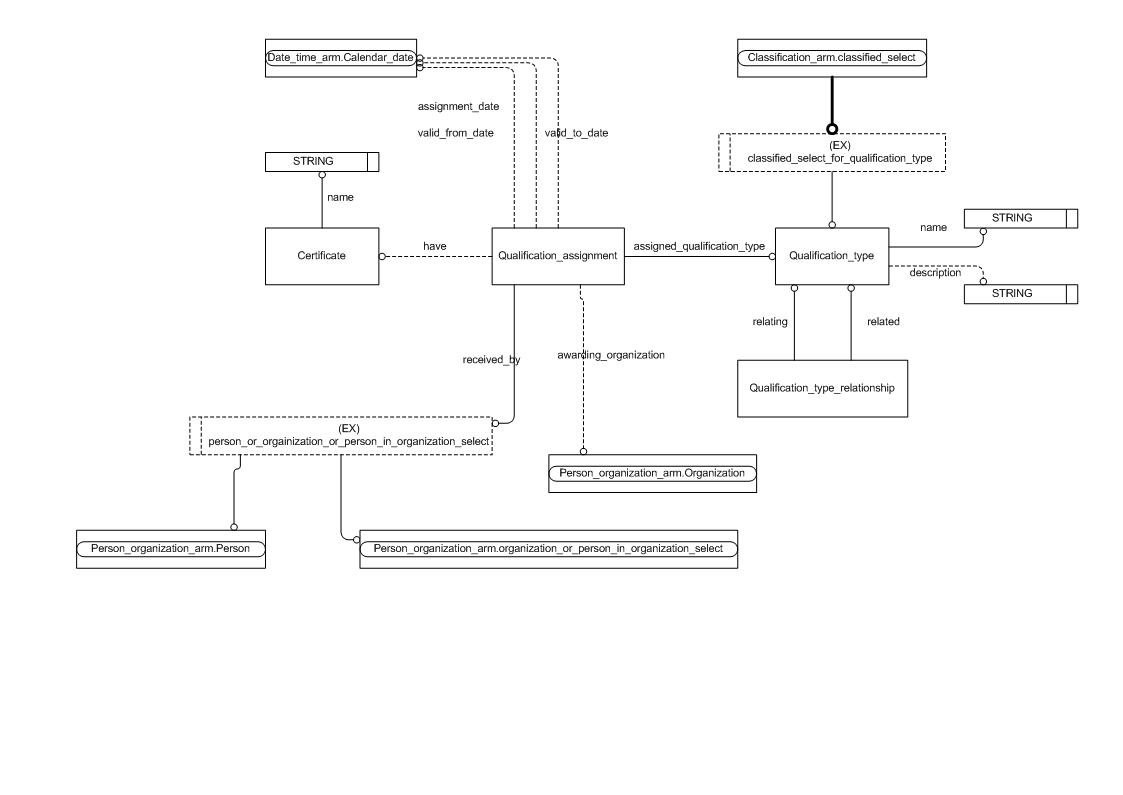 Date_time_arm.Calendar_date
Classification_arm.classified_select
assignment_date
valid_from_date
valid_to_date
(EX)
classified_select_for_qualification_type
STRING
name
STRING
name
Certificate
have
Qualification_assignment
assigned_qualification_type
Qualification_type
description
STRING
relating
related
received_by
awarding_organization
Qualification_type_relationship
(EX)
person_or_orgainization_or_person_in_organization_select
Person_organization_arm.Organization
Person_organization_arm.Person
Person_organization_arm.organization_or_person_in_organization_select